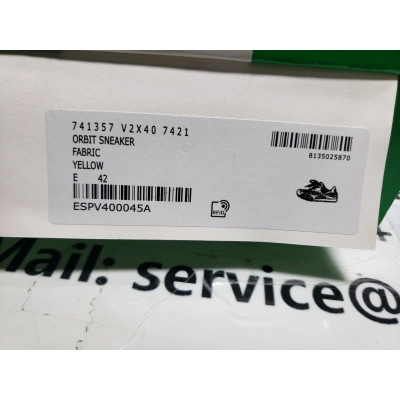 741357 V2X40 7421
ORBIT SNEAKER
FABRIC
YELLOW
E 42
ESPV400045A
8135025870
RFID
Mail: service@